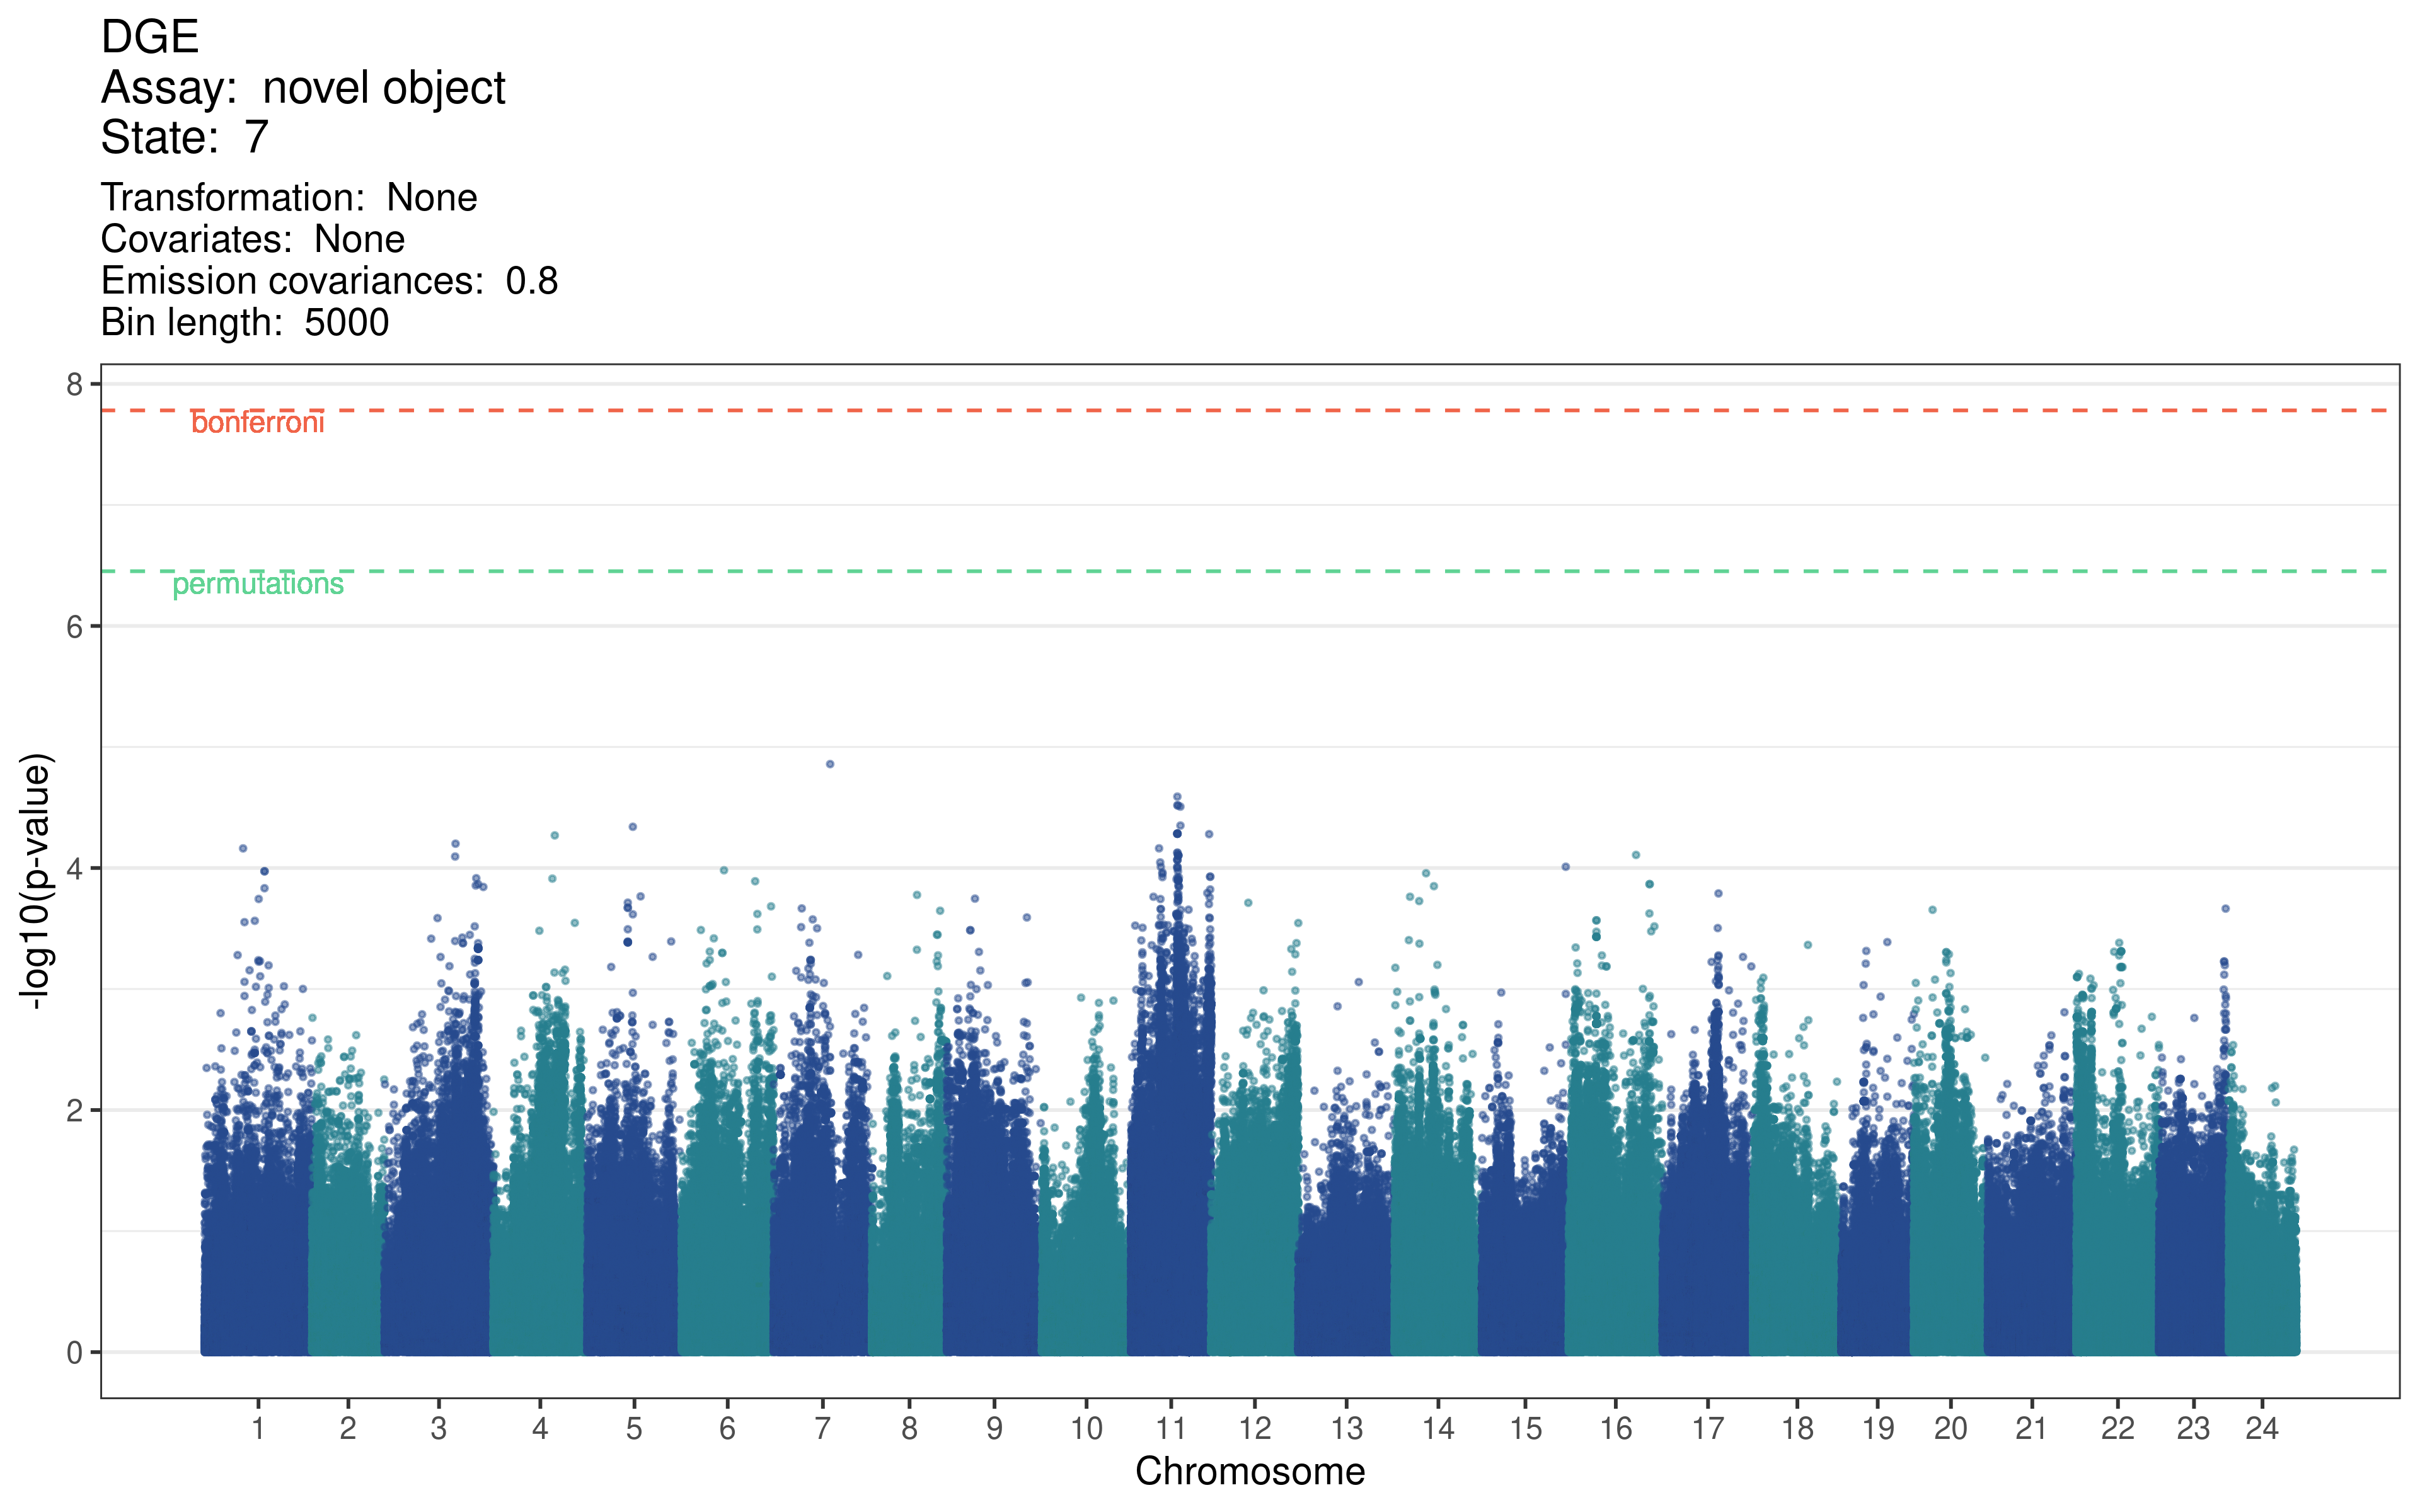 DGE
Assay:  novel object
State:  7
Transformation:  None
Covariates:  None
Emission covariances:  0.8
Bin length:  5000
8
bonferroni
permutations
6
4
2
0
-log10(p-value)
1 2 3 4 5 6 7 8 9 10 11 12 13 14 15 16 17 18 19 20 21 22 23 24
Chromosome